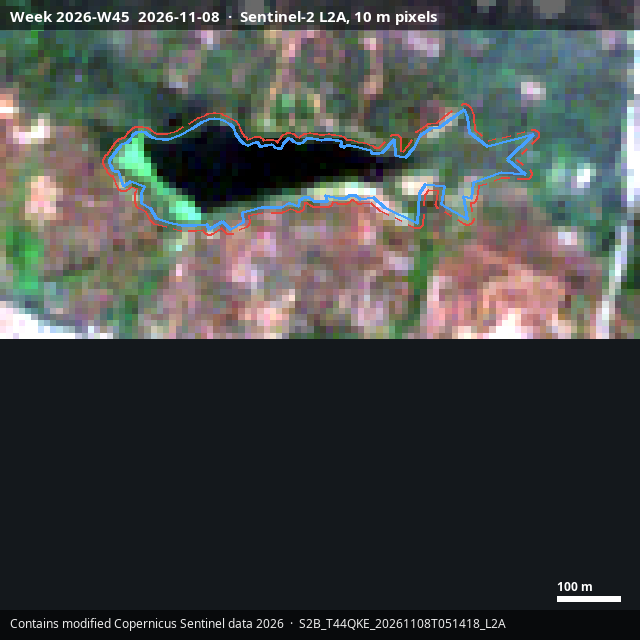 Week 2026-W45  2026-11-08  ·  Sentinel-2 L2A, 10 m pixels
100 m
Contains modified Copernicus Sentinel data 2026  ·  S2B_T44QKE_20261108T051418_L2A